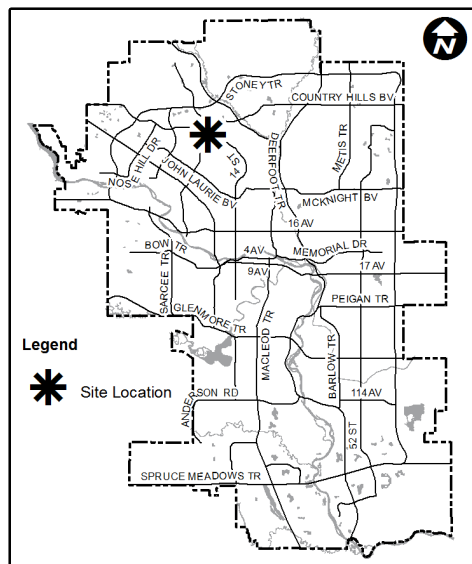 N
STONEY TR
COUNTRY HILLS BV
METIS TR
DEERFOOT TR
14 ST
NOSE HILL DR
JOHN LAURIE BV
MCKNIGHT BV
16 AV
BOW TR
4 AV
MEMORIAL DR
9 AV
17 AV
SARCEE TR
PEIGAN TR
GLENMORE TR
MACLEOD TR
BARLOW TR
Legend
Site Location
ANDERSON RD
114 AV
52 ST
SPRUCE MEADOWS TR